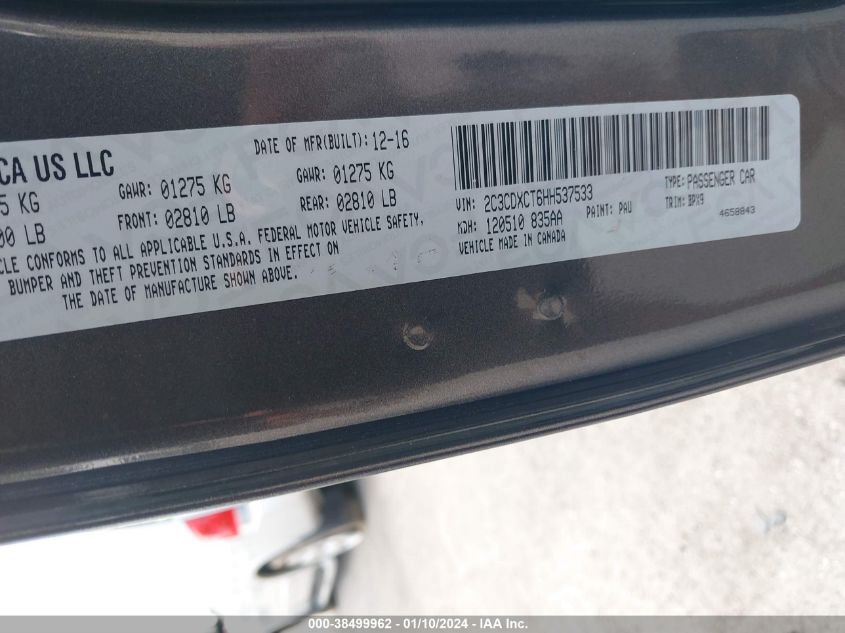 CA US LLC
DATE OF MFR(BUILT): 12-16
5 KG GAWR: 01275 KG GAWR: 01275 KG
00 LB FRONT: 02810 LB REAR: 02810 LB
CLE CONFORMS TO ALL APPLICABLE U.S.A. FEDERAL MOTOR VEHICLE SAFETY,
BUMPER AND THEFT PREVENTION STANDARDS IN EFFECT ON
THE DATE OF MANUFACTURE SHOWN ABOVE.
VIN: 2C3CDXCT6HH537533 TYPE: PASSENGER CAR
MDH: 120510 835AA PAINT: PAU TRIM: BPX9
VEHICLE MADE IN CANADA 4658843
000-38499962 — 01/10/2024 — IAA Inc.